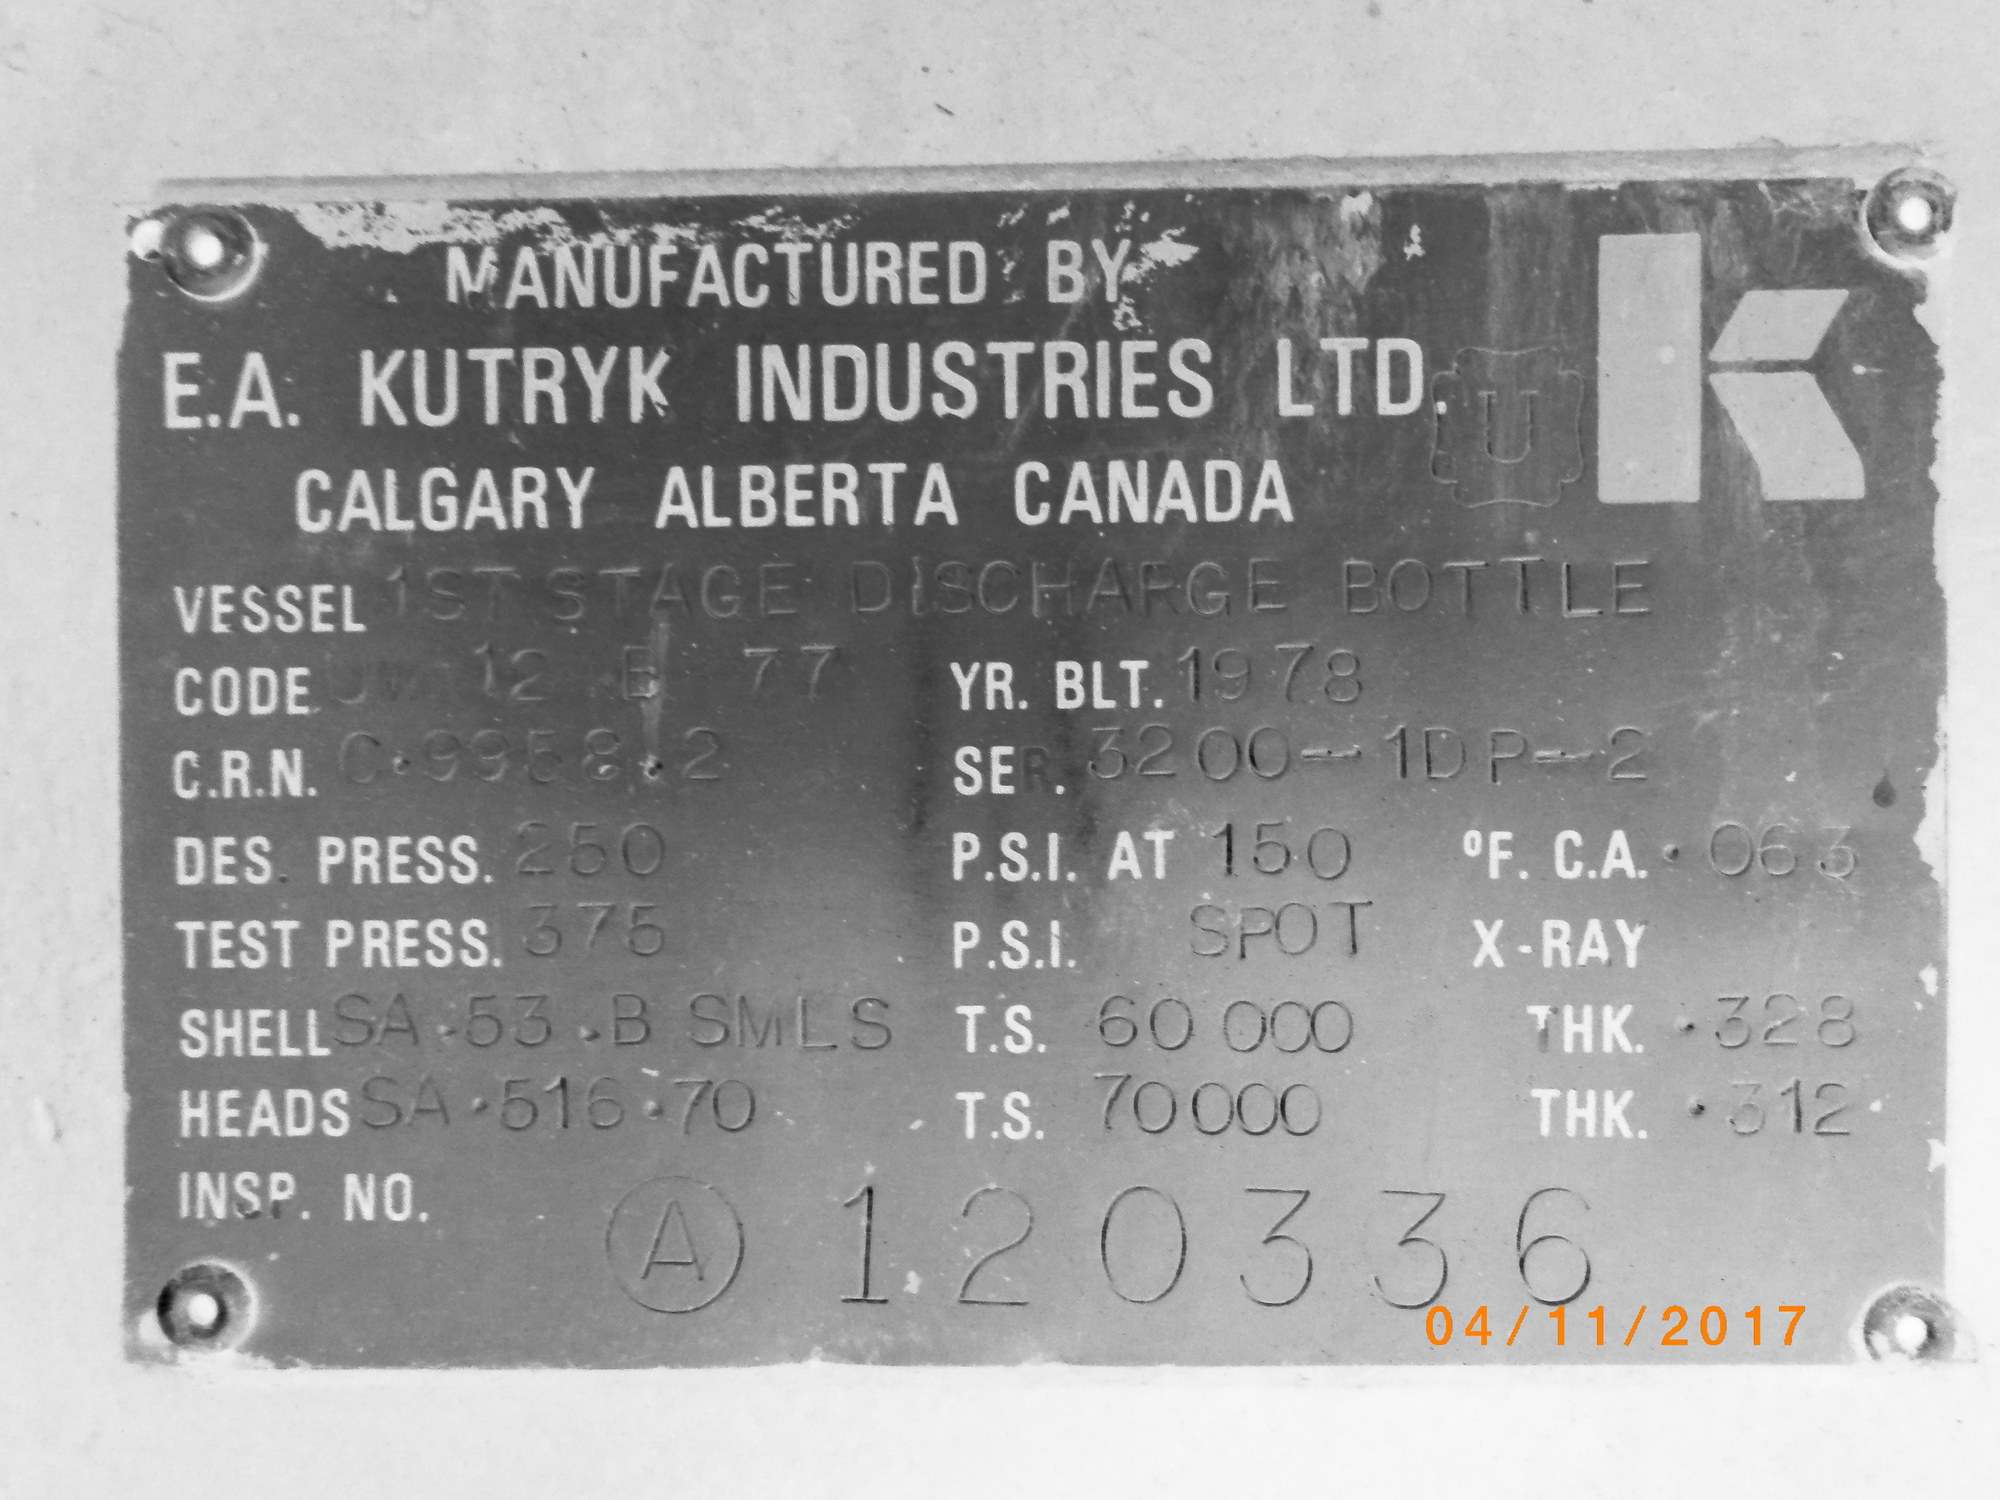 MANUFACTURED BY
E.A. KUTRYK INDUSTRIES LTD.
U
CALGARY ALBERTA CANADA
VESSEL 1ST STAGE DISCHARGE BOTTLE
CODE UW 12 B 77 YR. BLT. 1978
C.R.N. C.9958.2 SER. 3200-1DP-2
DES. PRESS. 250 P.S.I. AT 150 ºF. C.A. .063
TEST PRESS. 375 P.S.I. SPOT X-RAY
SHELL SA.53.B SMLS T.S. 60 000 THK. .328
HEADS SA.516.70 T.S. 70000 THK. .312
INSP. NO. A 120336
04/11/2017